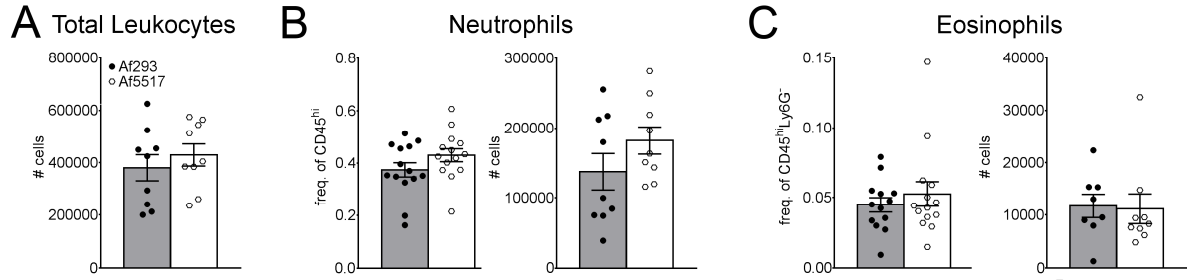 A Total Leukocytes
800000
600000
400000
200000
0
# cells
Af293
Af5517
B Neutrophils
0.8
0.6
0.4
0.2
0.0
freq. of CD45hi
300000
200000
100000
0
# cells
C Eosinophils
0.15
0.10
0.05
0.00
freq. of CD45hiLy6G-
40000
30000
20000
10000
0
# cells